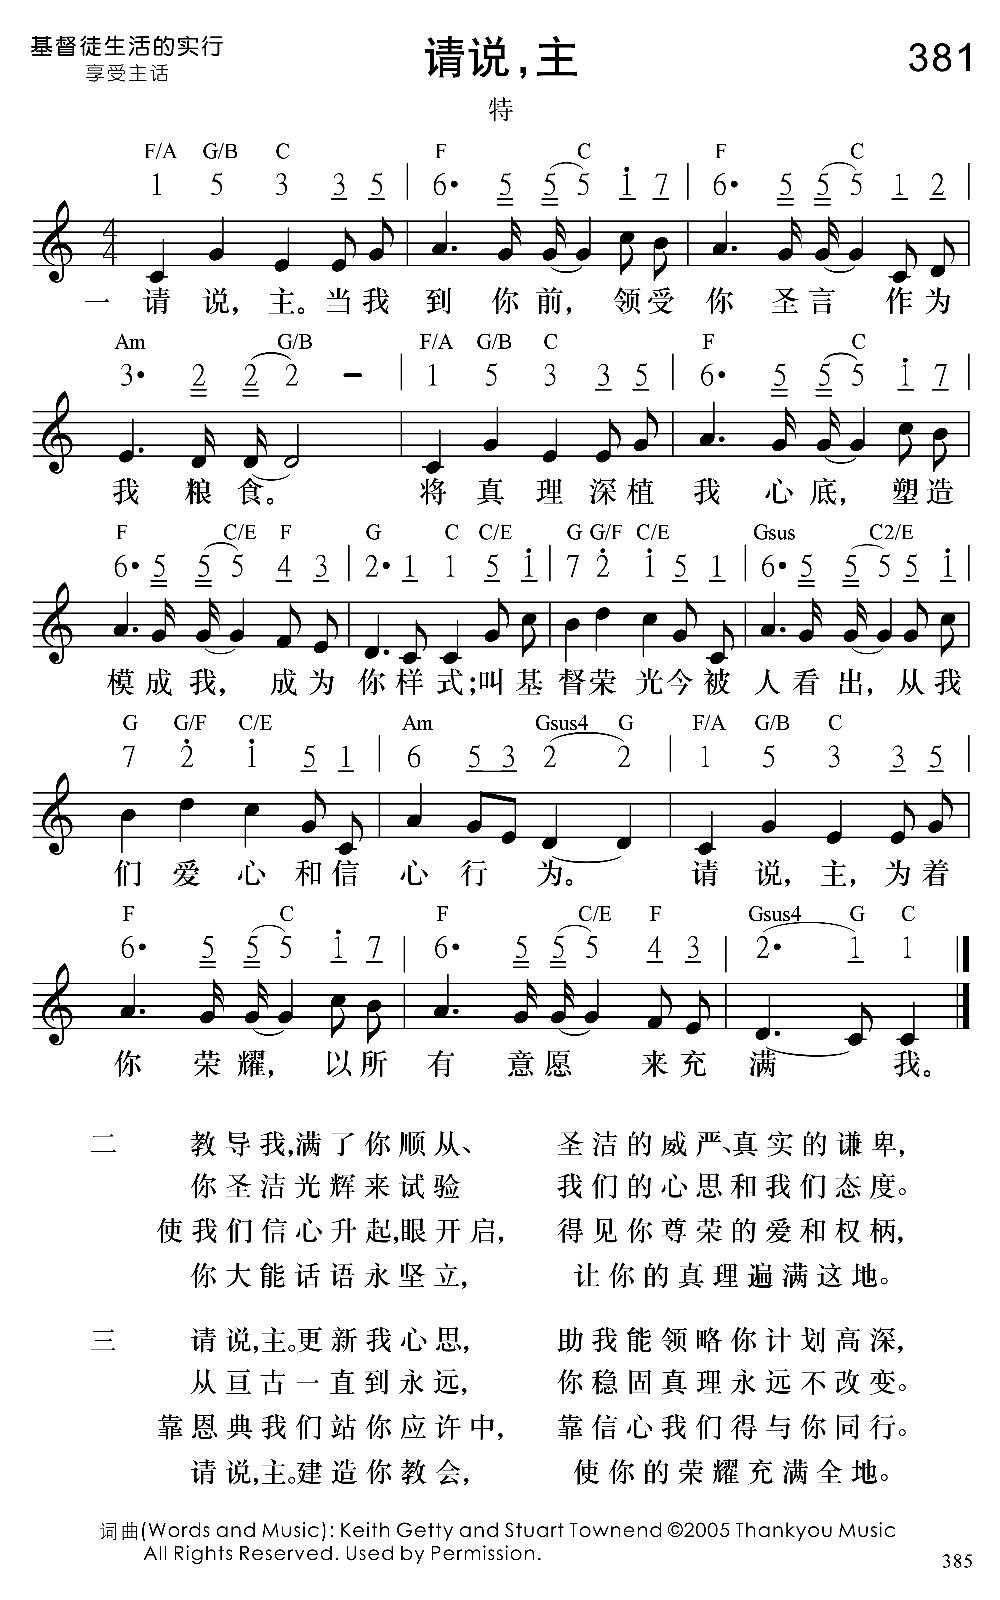 基督徒生活的实行
享受主话
请说，主
381
特
F/A G/B C F C F C
1 5 3 3 5 | 6• 5 5 5 i 7 | 6• 5 5 5 1 2 |
4
4
一 请 说，主。当我 到 你前，领受 你 圣言 作为
Am G/B F/A G/B C F C
3• 2 2 2 – | 1 5 3 3 5 | 6• 5 5 5 i 7 |
我 粮食。 将 真 理 深植 我 心底， 塑造
F C/E F G C C/E G G/F C/E Gsus C2/E
6• 5 5 5 4 3 | 2• 1 1 5 i | 7 2̇ i 5 1 | 6• 5 5 5 5 i |
模成我， 成为 你样式；叫基 督荣 光今被 人看出，从我
G G/F C/E Am Gsus4 G F/A G/B C
7 2̇ i 5 1 | 6 5 3 2 2 | 1 5 3 3 5 |
们 爱 心 和信 心 行 为。 请 说，主，为着
F C F C/E F Gsus4 G C
6• 5 5 5 i 7 | 6• 5 5 5 4 3 | 2• 1 1
你 荣耀， 以所 有 意愿 来充 满 我。
二 教导我，满了你顺从、 圣洁的威严、真实的谦卑，
你圣洁光辉来试验 我们的心思和我们态度。
使我们信心升起，眼开启， 得见你尊荣的爱和权柄，
你大能话语永坚立， 让你的真理遍满这地。
三 请说，主。更新我心思， 助我能领略你计划高深，
从亘古一直到永远， 你稳固真理永远不改变。
靠恩典我们站你应许中， 靠信心我们得与你同行。
请说，主。建造你教会， 使你的荣耀充满全地。
词曲(Words and Music): Keith Getty and Stuart Townend ©2005 Thankyou Music
All Rights Reserved. Used by Permission.
385